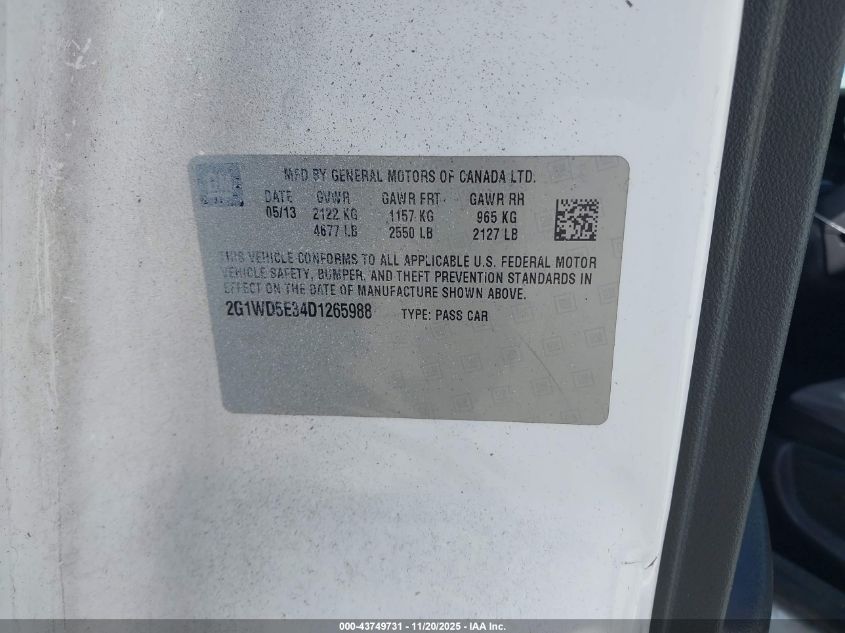 MFD BY GENERAL MOTORS OF CANADA LTD.
DATE GVWR GAWR FRT GAWR RR
05/13 2122 KG 1157 KG 965 KG
4677 LB 2550 LB 2127 LB
THIS VEHICLE CONFORMS TO ALL APPLICABLE U.S. FEDERAL MOTOR
VEHICLE SAFETY, BUMPER, AND THEFT PREVENTION STANDARDS IN
EFFECT ON THE DATE OF MANUFACTURE SHOWN ABOVE.
2G1WD5E34D1265988 TYPE: PASS CAR
000-43749731 - 11/20/2025 - IAA Inc.